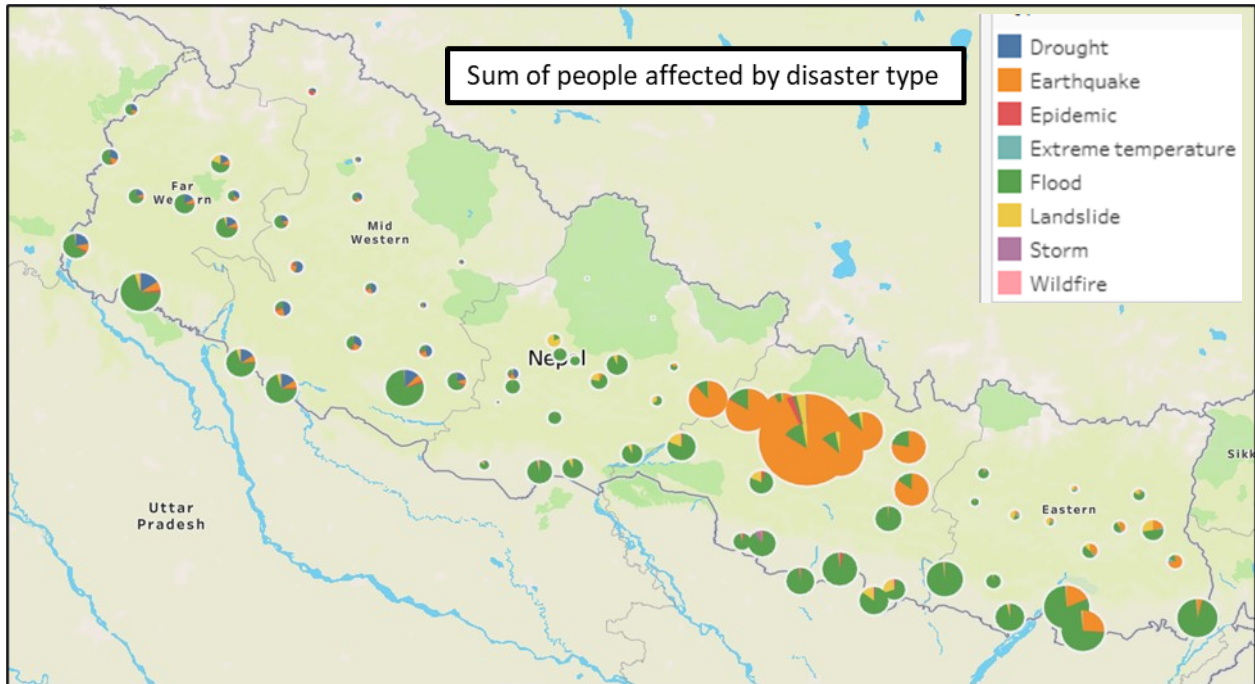 Sum of people affected by disaster type
Drought
Earthquake
Epidemic
Extreme temperature
Flood
Landslide
Storm
Wildfire
Far
Western
Mid
Western
Nepal
Uttar
Pradesh
Eastern
Sikk